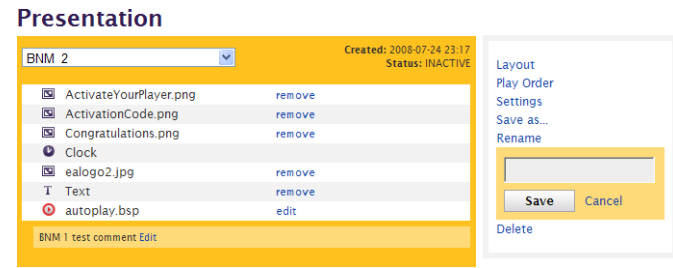 Presentation
BNM 2
Created: 2008-07-24 23:17
Status: INACTIVE
ActivateYourPlayer.png remove
ActivationCode.png remove
Congratulations.png remove
Clock
ealogo2.jpg remove
T Text remove
autoplay.bsp edit
BNM 1 test comment Edit
Layout
Play Order
Settings
Save as...
Rename
Save Cancel
Delete